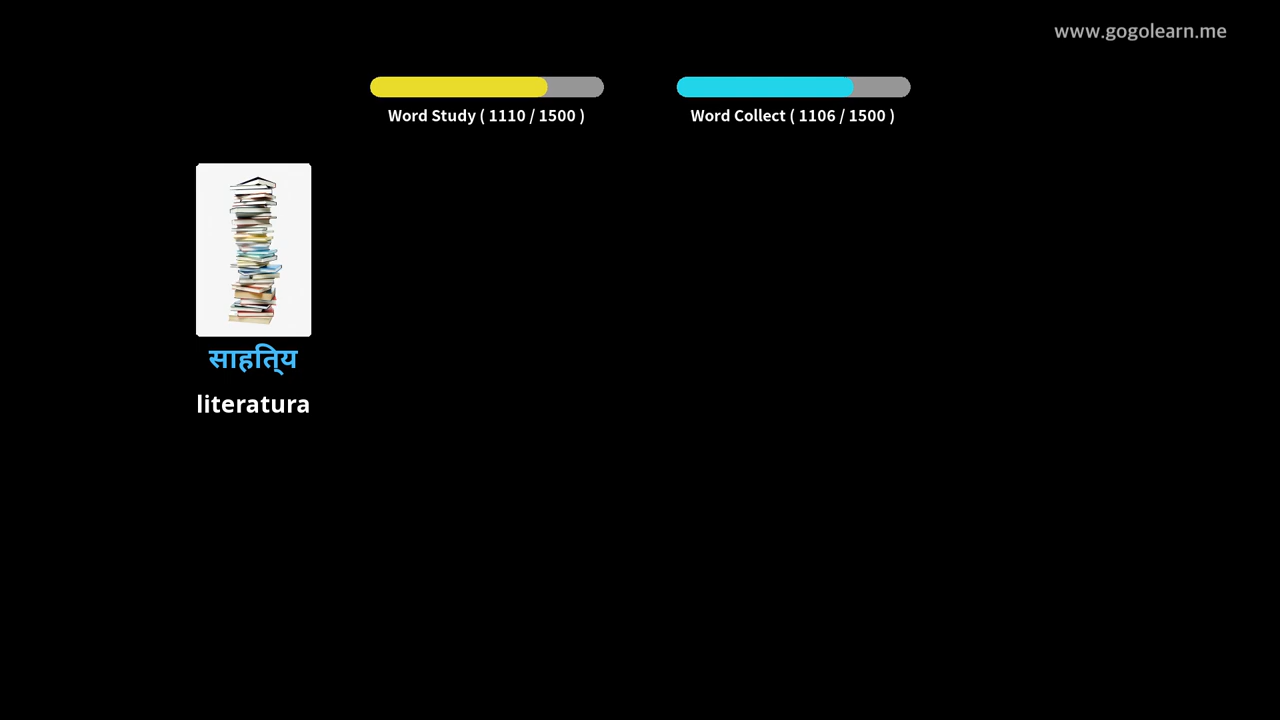 www.gogolearn.me
Word Study ( 1110 / 1500 )
Word Collect ( 1106 / 1500 )
साहित्य
literatura